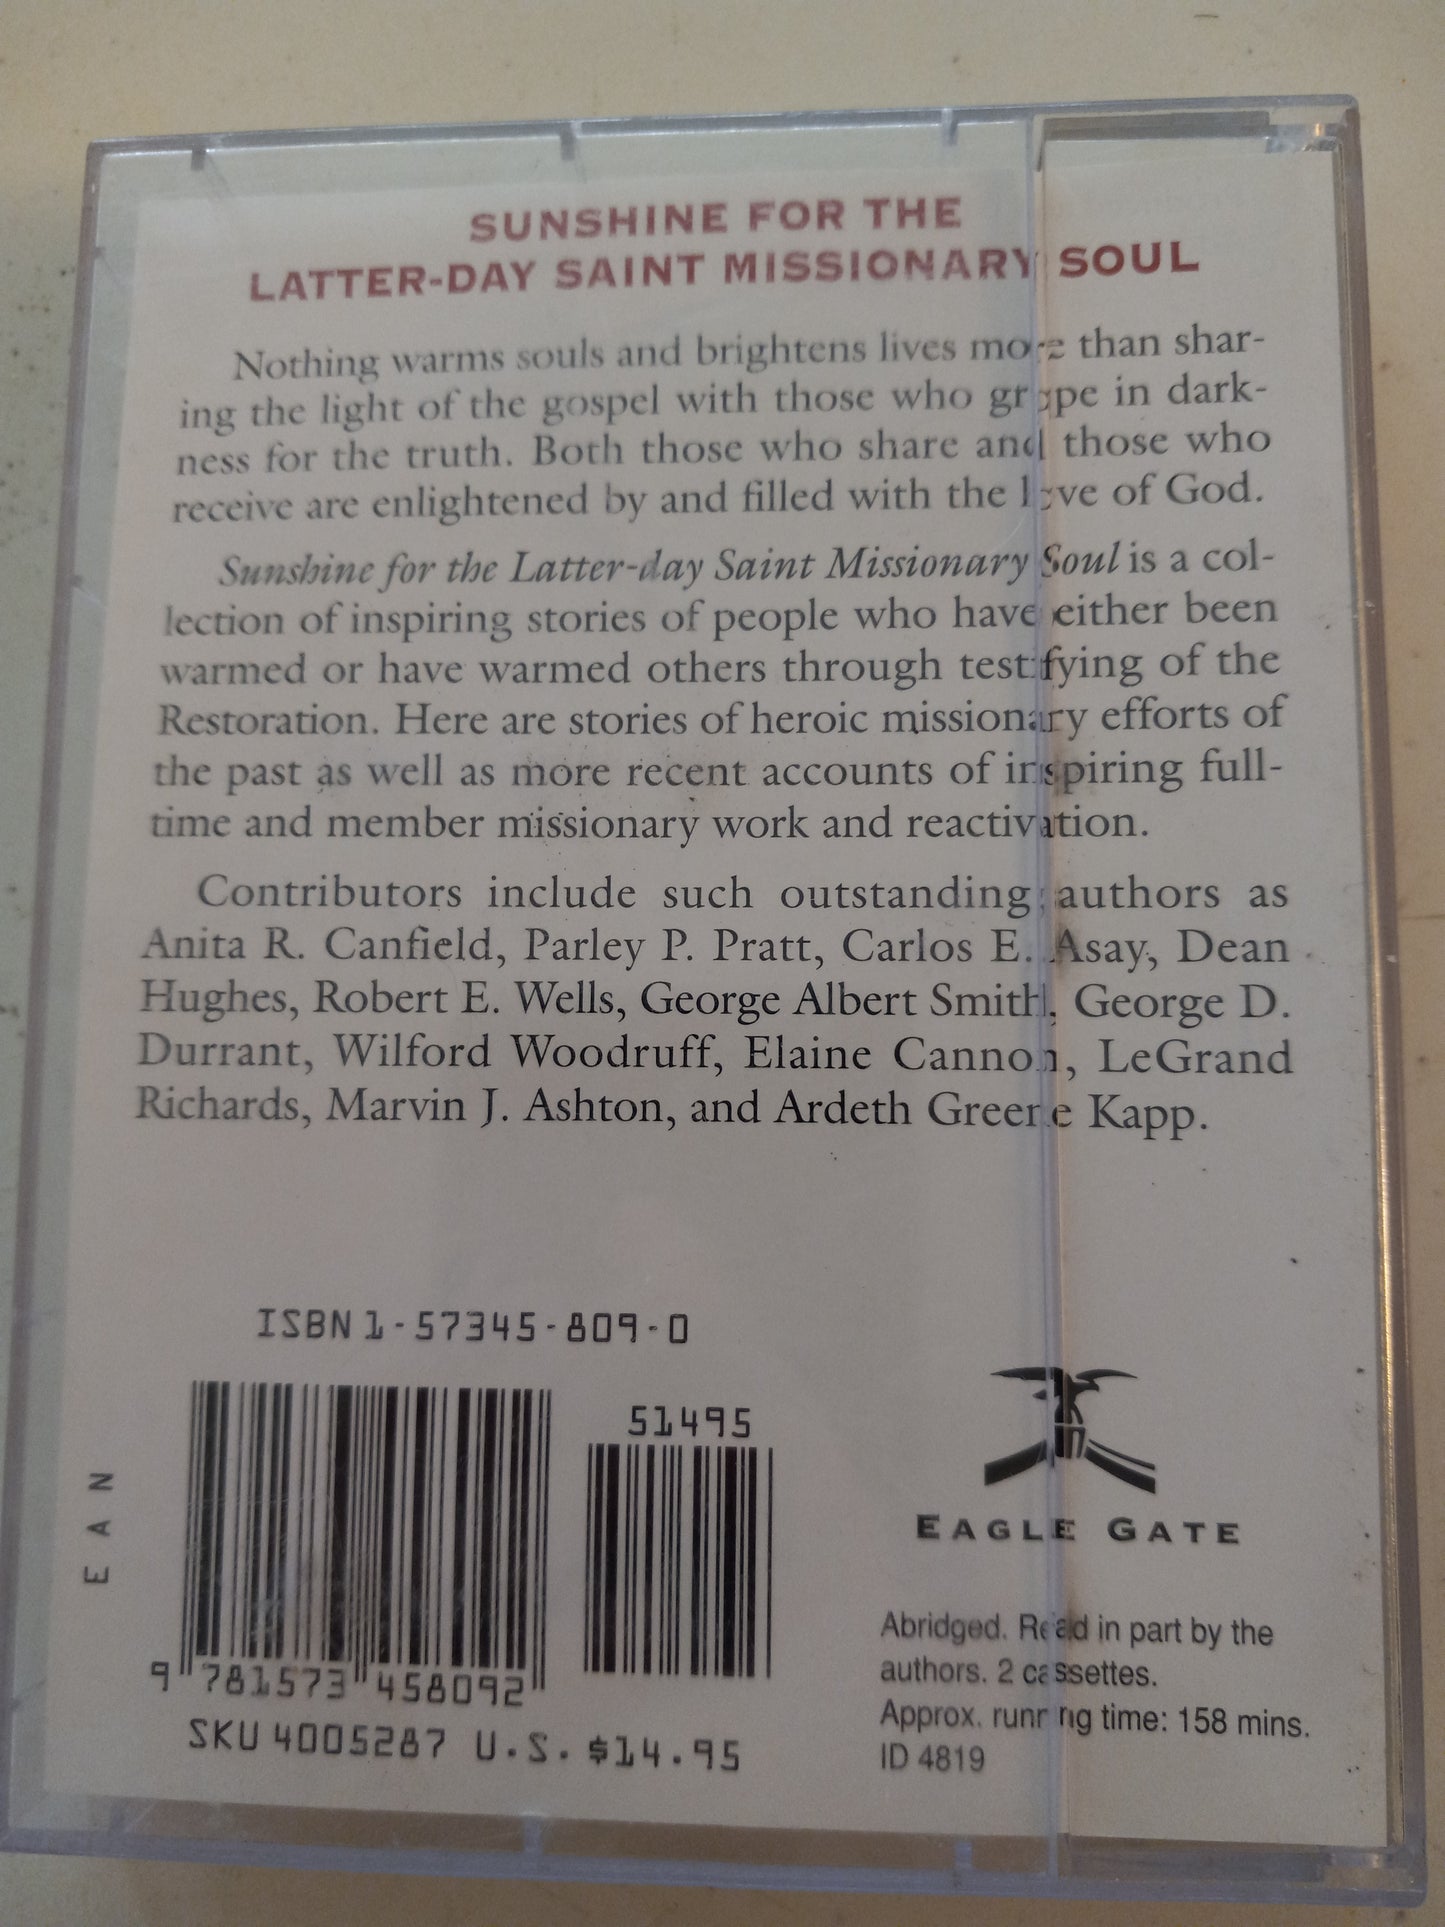 SUNSHINE FOR THE
LATTER-DAY SAINT MISSIONARY SOUL
Nothing warms souls and brightens lives more than shar-
ing the light of the gospel with those who grope in dark-
ness for the truth. Both those who share and those who
receive are enlightened by and filled with the love of God.
Sunshine for the Latter-day Saint Missionary Soul is a col-
lection of inspiring stories of people who have either been
warmed or have warmed others through testifying of the
Restoration. Here are stories of heroic missionary efforts of
the past as well as more recent accounts of inspiring full-
time and member missionary work and reactivation.
Contributors include such outstanding authors as
Anita R. Canfield, Parley P. Pratt, Carlos E. Asay, Dean
Hughes, Robert E. Wells, George Albert Smith, George D.
Durrant, Wilford Woodruff, Elaine Cannon, LeGrand
Richards, Marvin J. Ashton, and Ardeth Greene Kapp.
ISBN 1-57345-809-0
51495
EAN
9 781573 458092
SKU 4005287 U.S. $14.95
EAGLE GATE
Abridged. Read in part by the
authors. 2 cassettes.
Approx. running time: 158 mins.
ID 4819